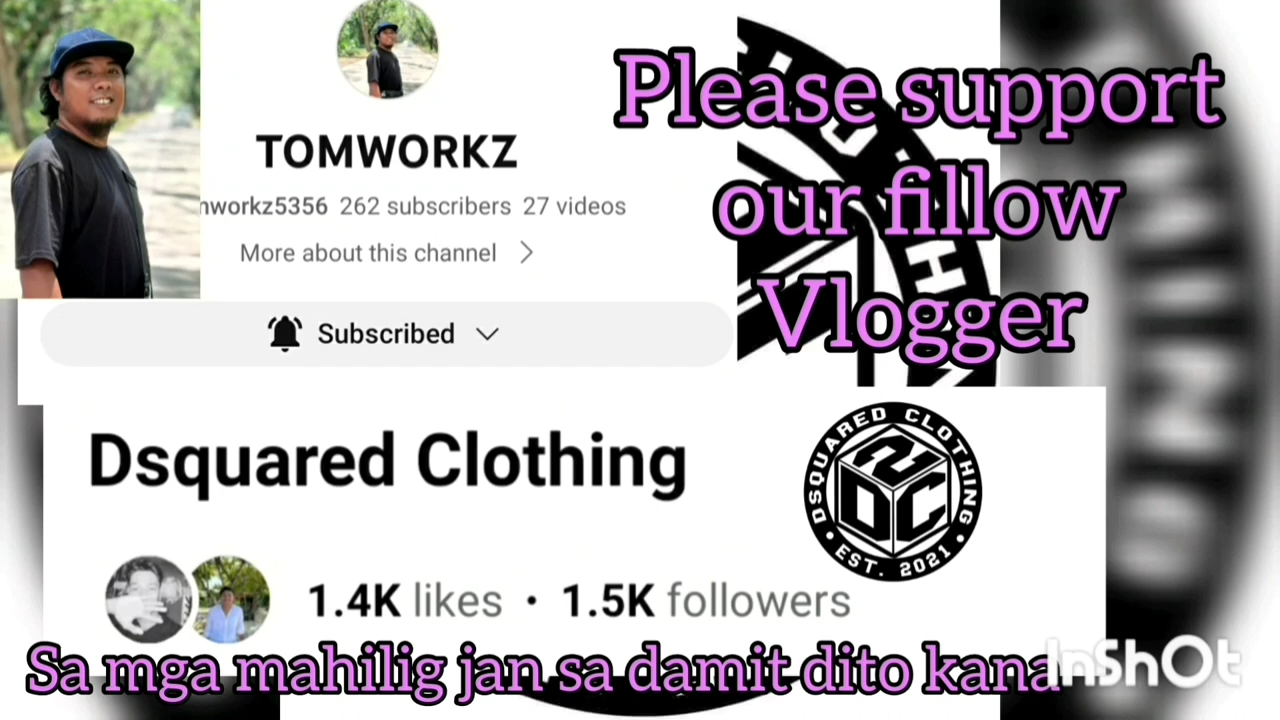 TOMWORKZ
nworkz5356 262 subscribers 27 videos
More about this channel
Subscribed
Please support
our fillow
Vlogger
Dsquared Clothing
DSQUARED CLOTHING
2
DC
• EST. 2021 •
1.4K likes • 1.5K followers
Sa mga mahilig jan sa damit dito kana
InShOt